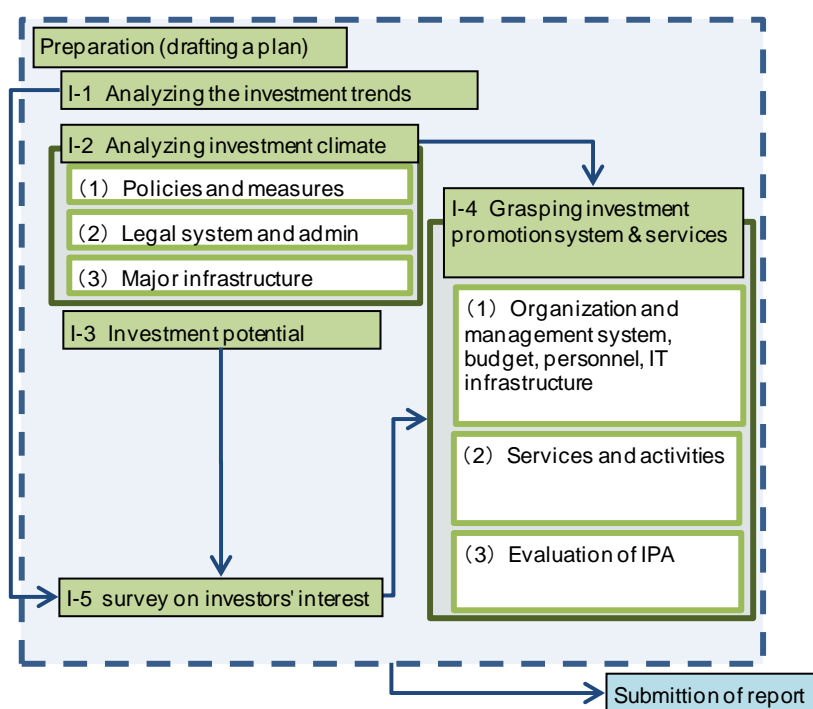 Preparation (drafting a plan)
I-1 Analyzing the investment trends
I-2 Analyzing investment climate
（1）Policies and measures
（2）Legal system and admin
（3）Major infrastructure
I-3 Investment potential
I-4 Grasping investment
promotion system & services
（1）Organization and
management system,
budget, personnel, IT
infrastructure
（2）Services and activities
（3）Evaluation of IPA
I-5 survey on investors' interest
Submittion of report